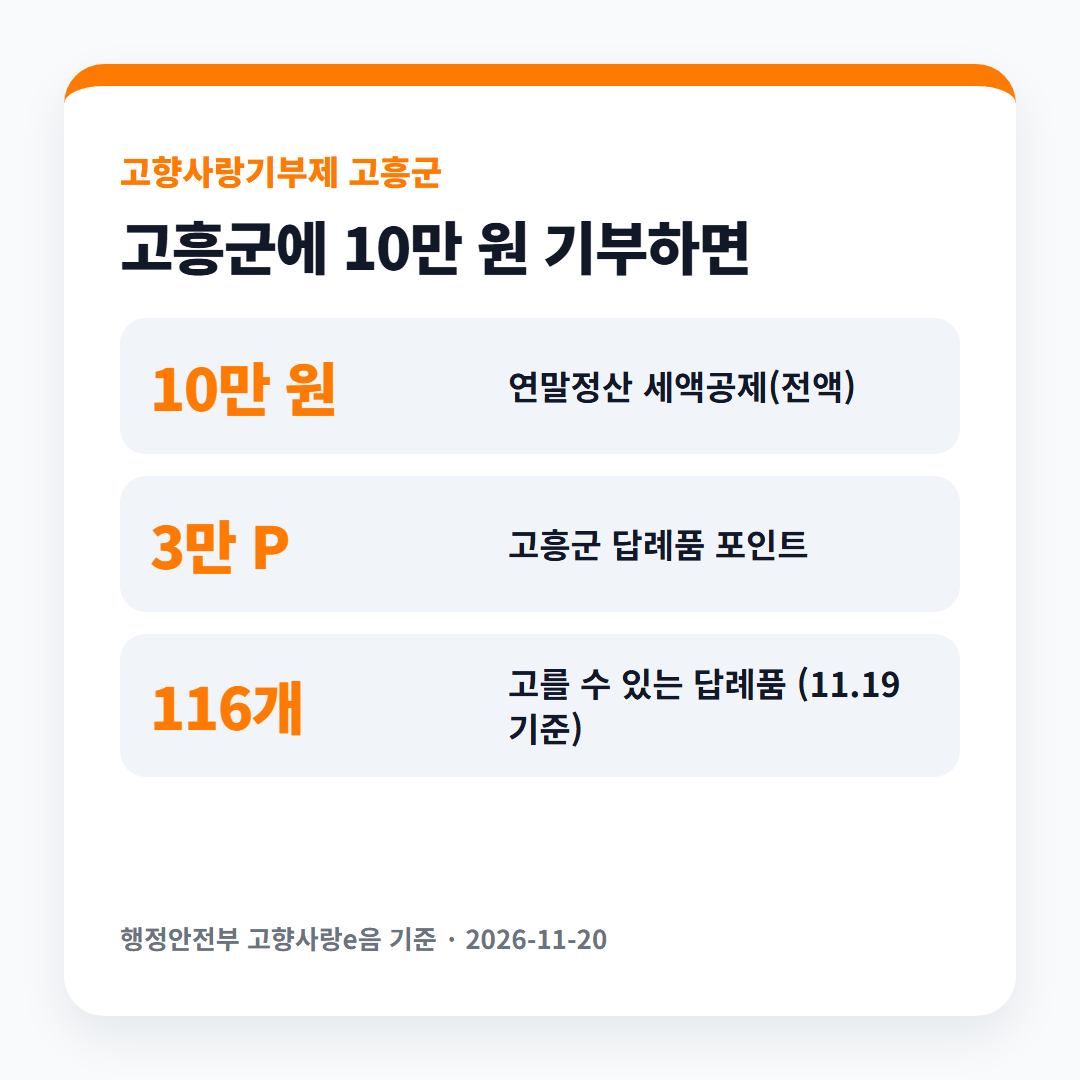 고향사랑기부제 고흥군
고흥군에 10만 원 기부하면
10만 원
연말정산 세액공제(전액)
3만 P
고흥군 답례품 포인트
116개
고를 수 있는 답례품 (11.19
기준)
행정안전부 고향사랑e음 기준 · 2026-11-20